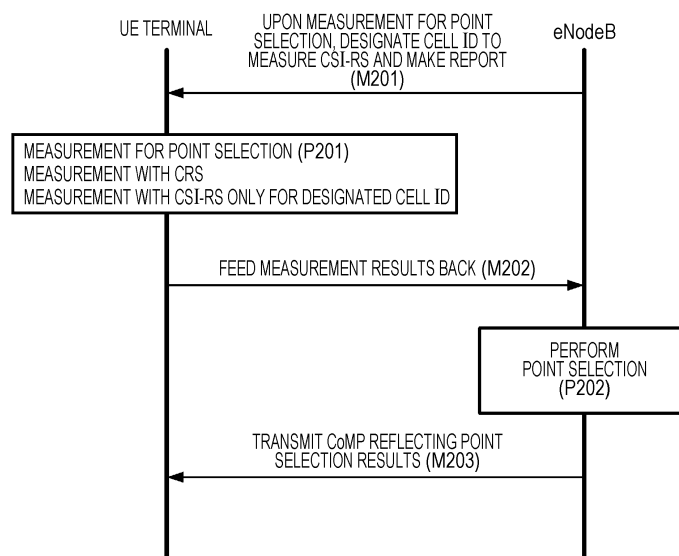 UE TERMINAL
UPON MEASUREMENT FOR POINT
SELECTION, DESIGNATE CELL ID TO
MEASURE CSI-RS AND MAKE REPORT
(M201)
eNodeB
MEASUREMENT FOR POINT SELECTION (P201)
MEASUREMENT WITH CRS
MEASUREMENT WITH CSI-RS ONLY FOR DESIGNATED CELL ID
FEED MEASUREMENT RESULTS BACK (M202)
PERFORM
POINT SELECTION
(P202)
TRANSMIT CoMP REFLECTING POINT
SELECTION RESULTS (M203)